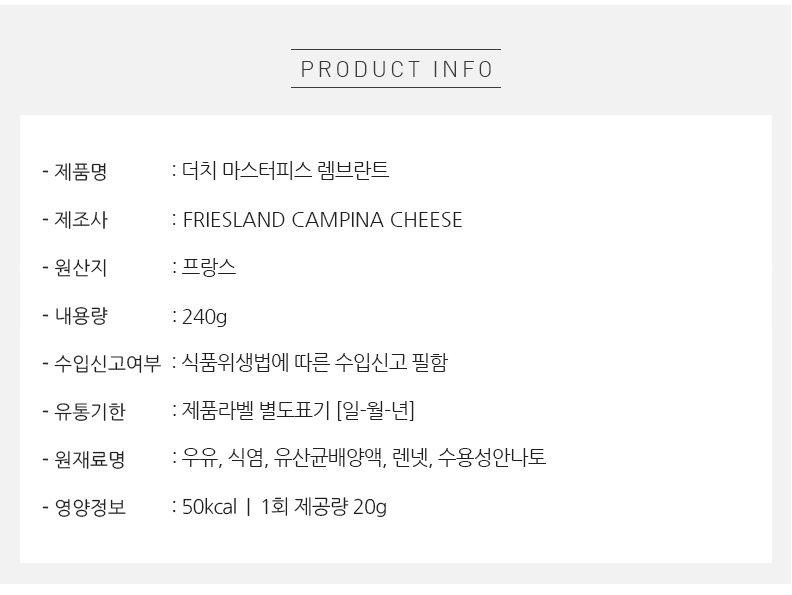 PRODUCT INFO
- 제품명 : 더치 마스터피스 렘브란트
- 제조사 : FRIESLAND CAMPINA CHEESE
- 원산지 : 프랑스
- 내용량 : 240g
- 수입신고여부 : 식품위생법에 따른 수입신고 필함
- 유통기한 : 제품라벨 별도표기 [일-월-년]
- 원재료명 : 우유, 식염, 유산균배양액, 렌넷, 수용성안나토
- 영양정보 : 50kcal | 1회 제공량 20g